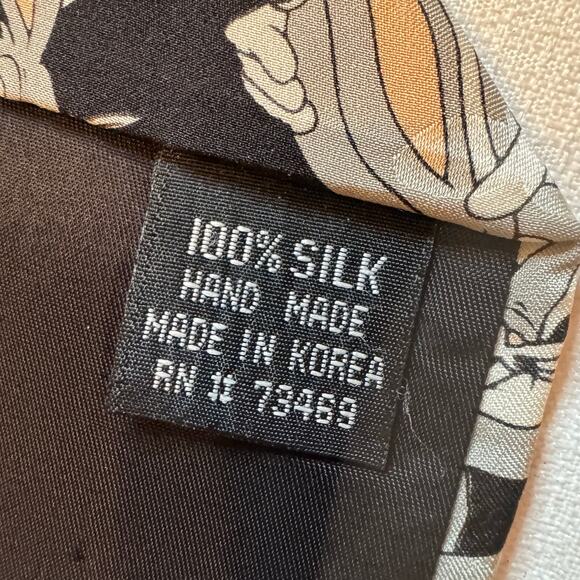 100% SILK
HAND MADE
MADE IN KOREA
RN # 73469